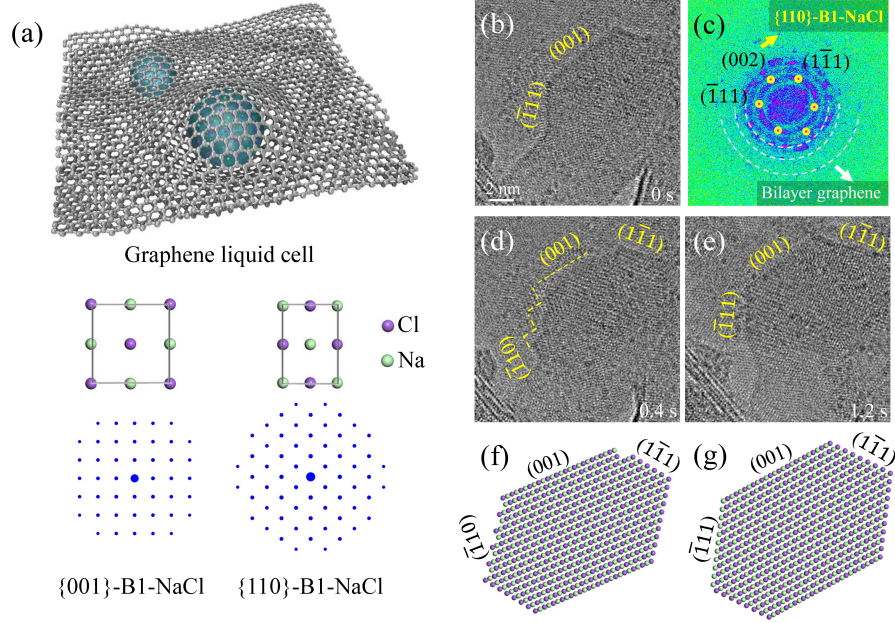 (a)
Graphene liquid cell
Cl
Na
{001}-B1-NaCl
{110}-B1-NaCl
(b)
(001)
(1̅11)
2 nm
0 s
(c)
{110}-B1-NaCl
(002)
(11̅1)
(1̅11)
Bilayer graphene
(d)
(001)
(11̅1)
(1̅10)
0.4 s
(e)
(001)
(11̅1)
(1̅11)
1.2 s
(f)
(001)
(11̅1)
(1̅10)
(g)
(001)
(11̅1)
(1̅11)